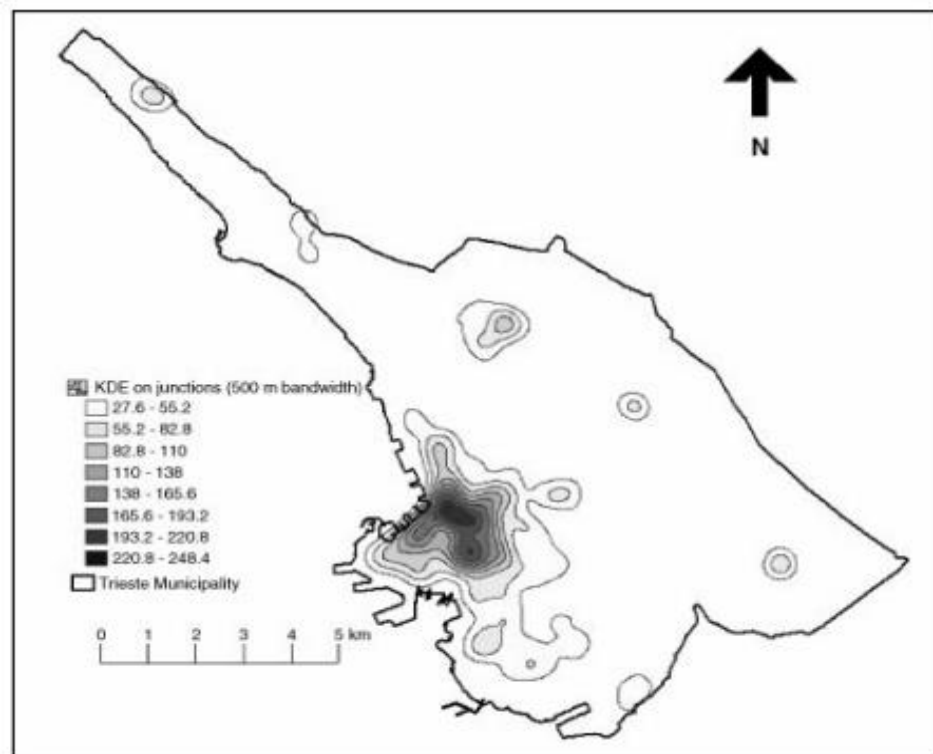 N
KDE on junctions (500 m bandwidth)
27.6 - 55.2
55.2 - 82.8
82.8 - 110
110 - 138
138 - 165.6
165.6 - 193.2
193.2 - 220.8
220.8 - 248.4
Trieste Municipality
0 1 2 3 4 5 km